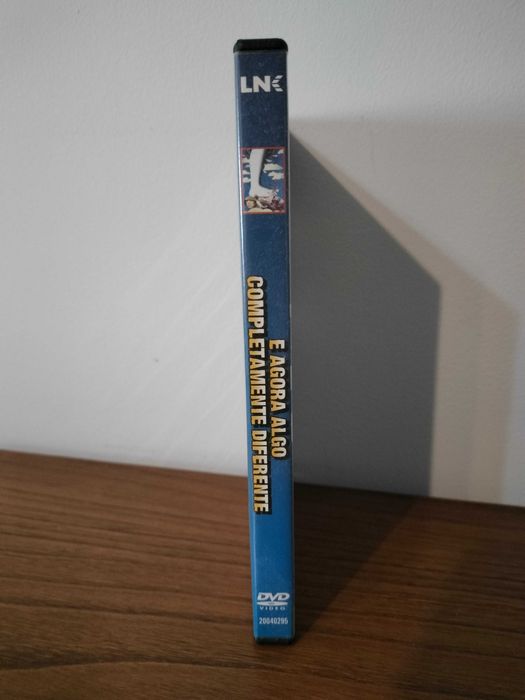 LNK
E AGORA ALGO
COMPLETAMENTE DIFERENTE
DVD
VIDEO
20040295